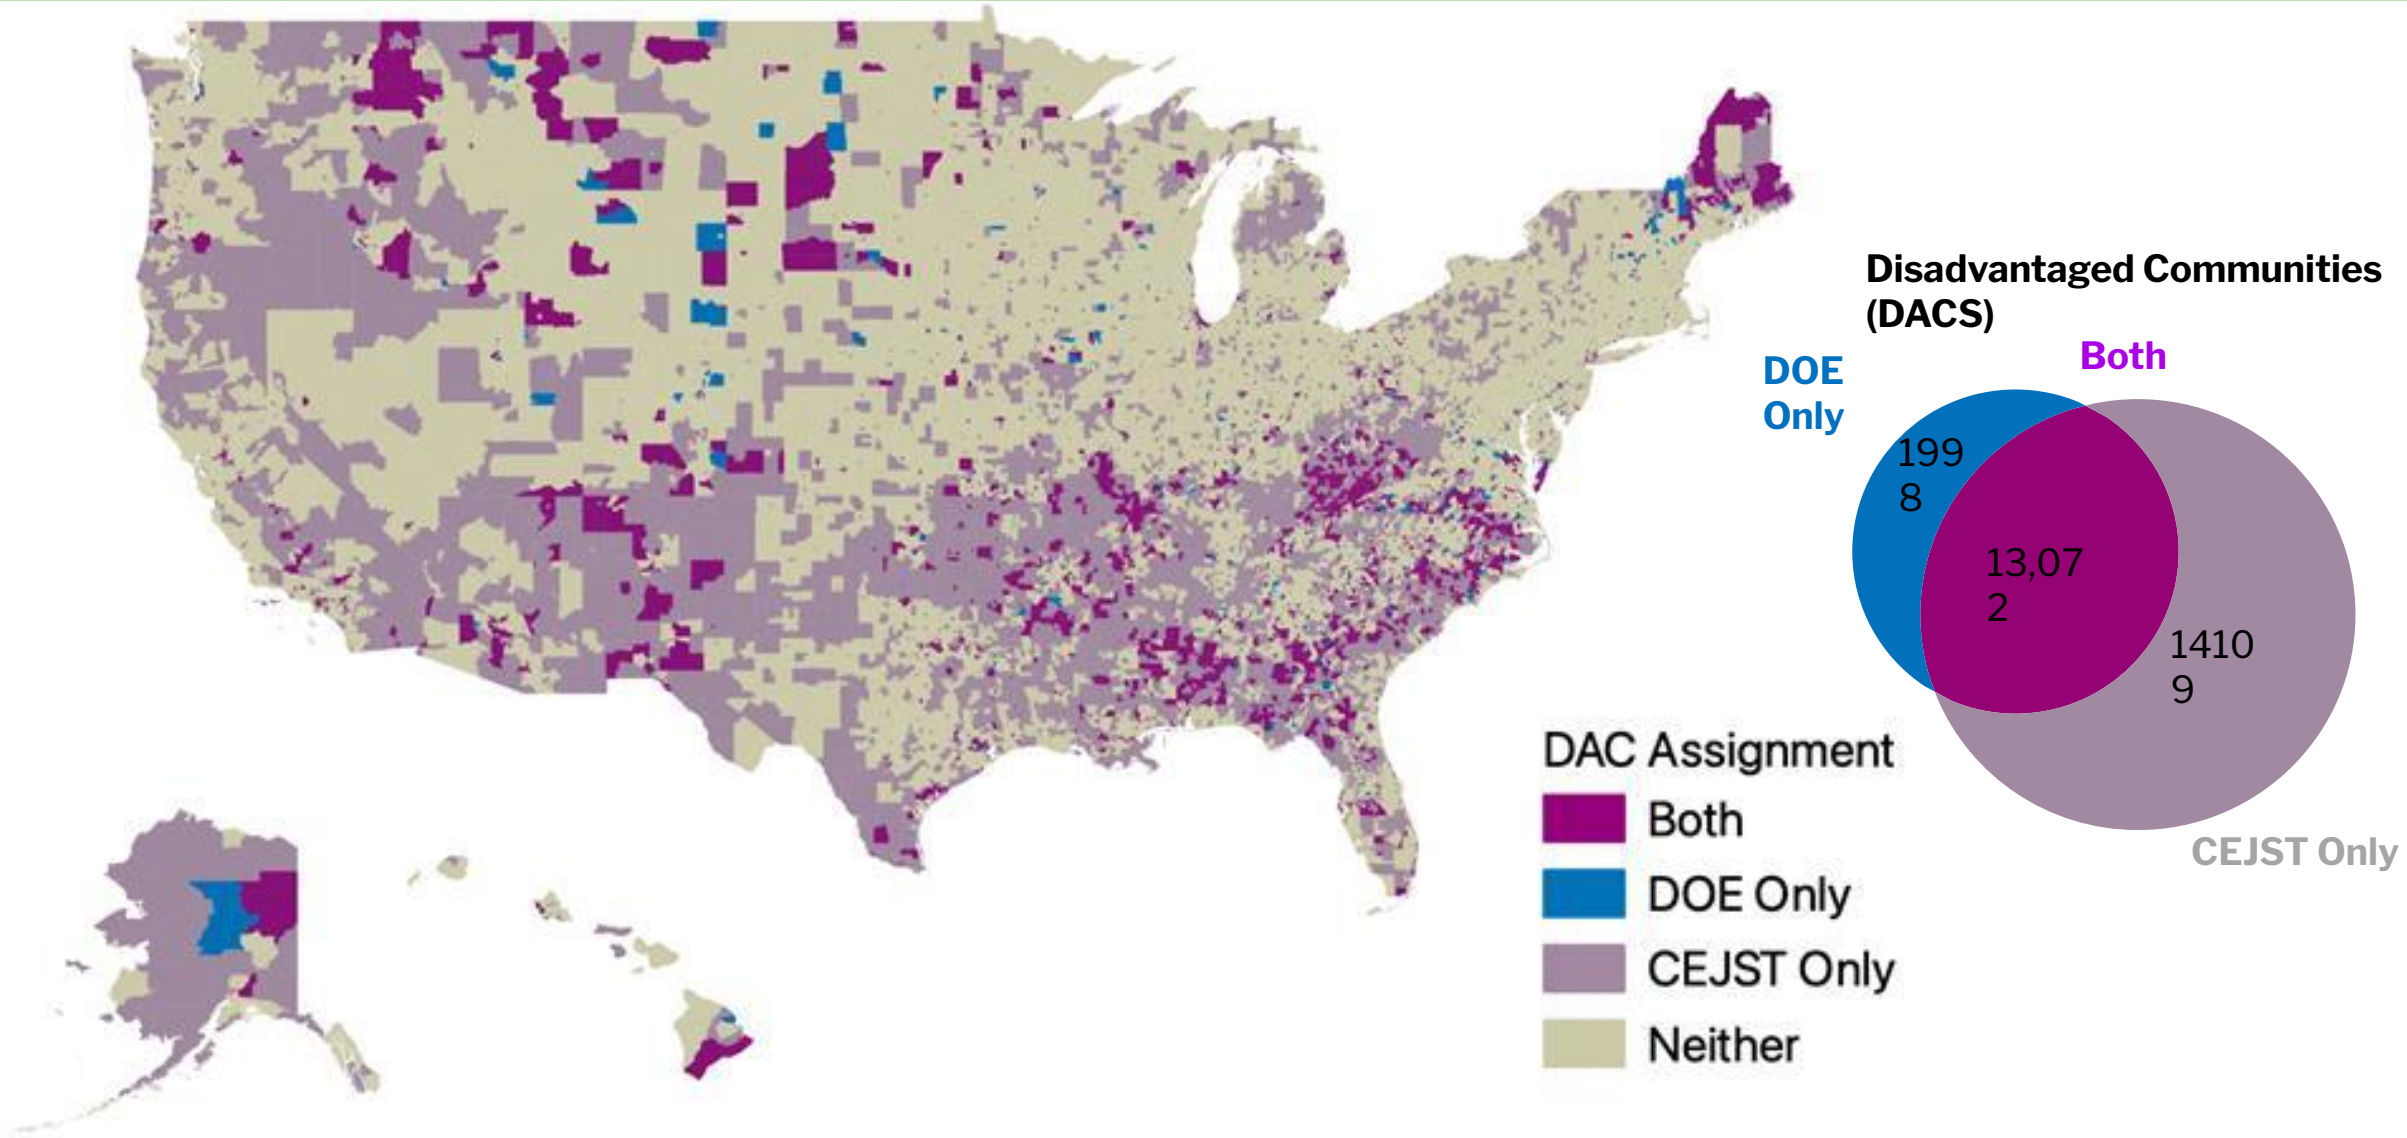 Disadvantaged Communities
(DACS)
Both
DOE
Only
199
8
13,07
2
1410
9
CEJST Only
DAC Assignment
Both
DOE Only
CEJST Only
Neither